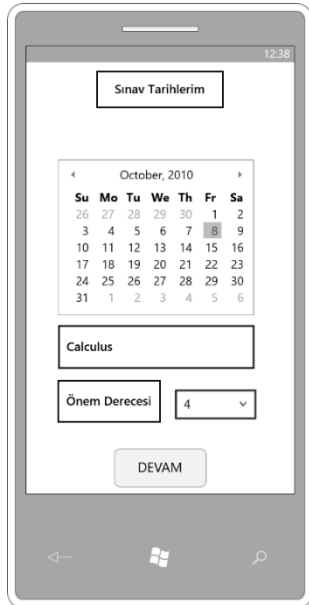 12:38
Sınav Tarihlerim
October, 2010
Su Mo Tu We Th Fr Sa
26 27 28 29 30 1 2
3 4 5 6 7 8 9
10 11 12 13 14 15 16
17 18 19 20 21 22 23
24 25 26 27 28 29 30
31 1 2 3 4 5 6
Calculus
Önem Derecesi 4
DEVAM